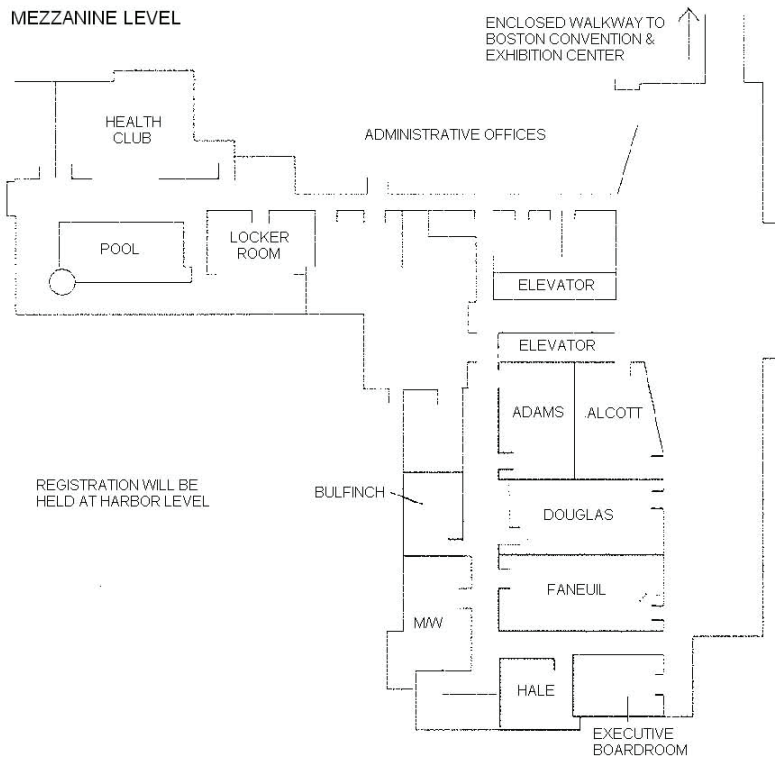 MEZZANINE LEVEL
ENCLOSED WALKWAY TO
BOSTON CONVENTION &
EXHIBITION CENTER
HEALTH
CLUB
ADMINISTRATIVE OFFICES
POOL
LOCKER
ROOM
ELEVATOR
ELEVATOR
ADAMS
ALCOTT
REGISTRATION WILL BE
HELD AT HARBOR LEVEL
BULFINCH
DOUGLAS
FANEUIL
M/W
HALE
EXECUTIVE
BOARDROOM